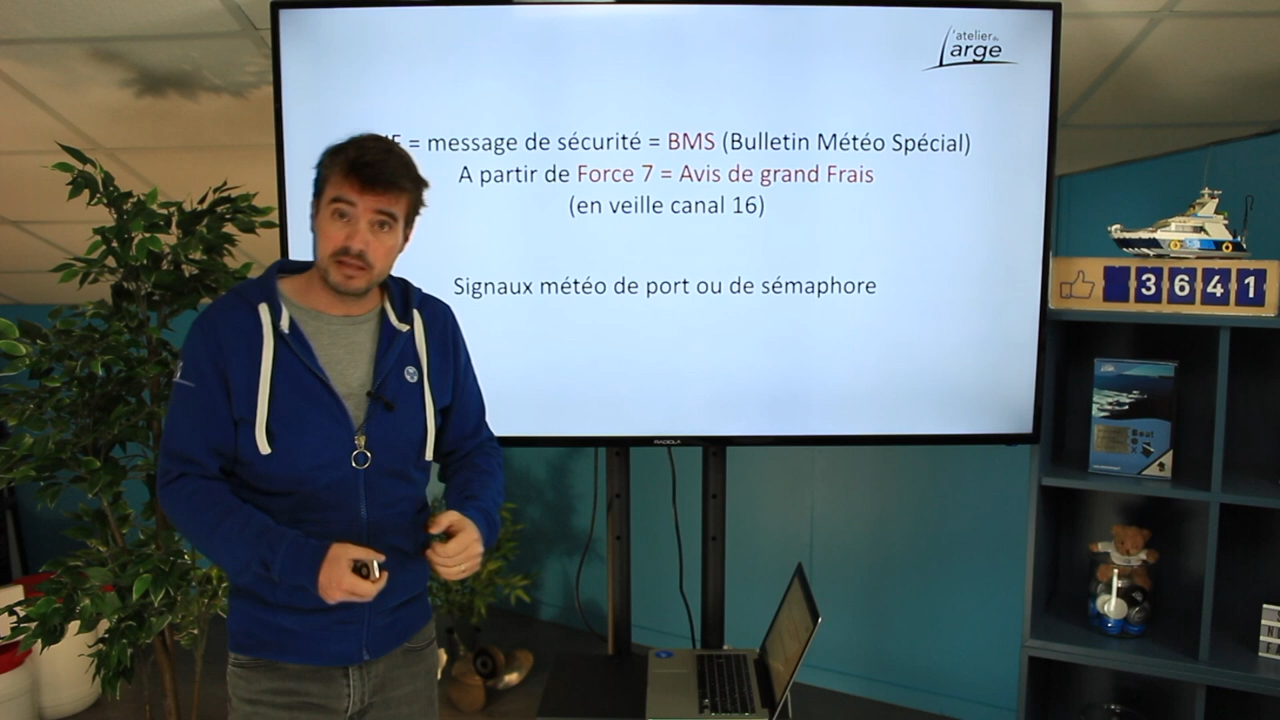 l'atelier du
large
= message de sécurité = BMS (Bulletin Météo Spécial)
A partir de Force 7 = Avis de grand Frais
(en veille canal 16)
Signaux météo de port ou de sémaphore
3641
RADIOLA